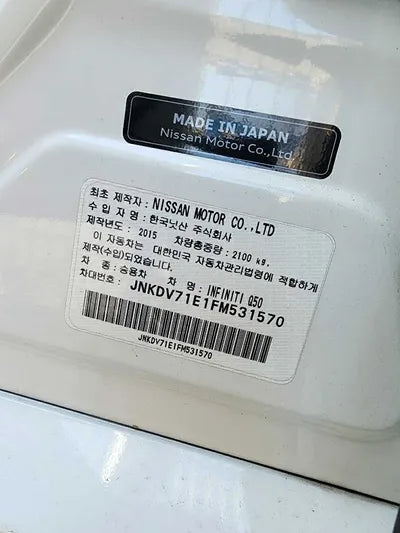 MADE IN JAPAN
Nissan Motor Co.,Ltd.
최초 제작자 : NISSAN MOTOR CO.,LTD
수 입 자 명 : 한국닛산 주식회사
제작년도 : 2015 차량총중량 : 2100 kg.
이 자동차는 대한민국 자동차관리법령에 적합하게
제작(수입)되었습니다.
차 종 : 승용차 차 명 : INFINITI Q50
차대번호 : JNKDV71E1FM531570
JNKDV71E1FM531570